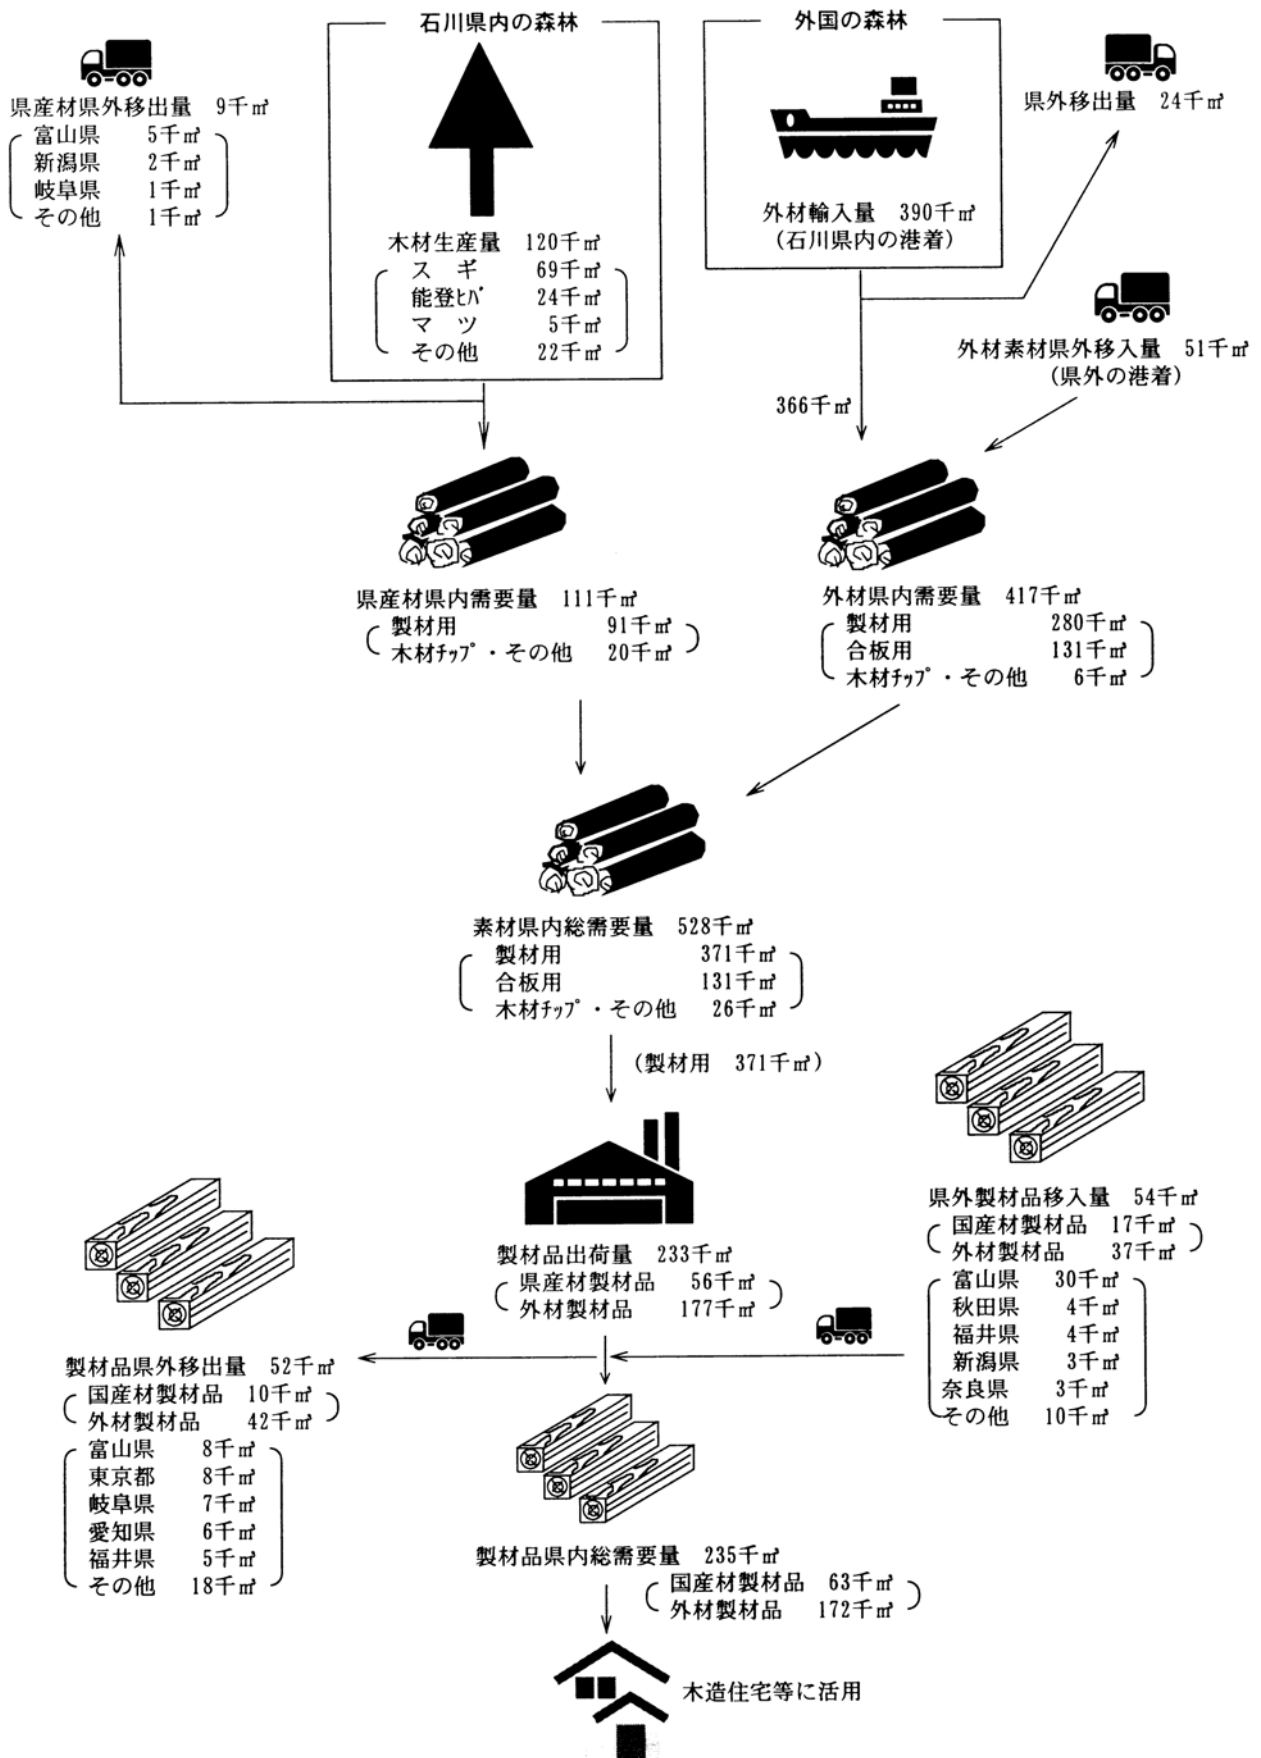 石川県内の森林
外国の森林
県産材県外移出量 9千㎥
富山県 5千㎥
新潟県 2千㎥
岐阜県 1千㎥
その他 1千㎥
木材生産量 120千㎥
スギ 69千㎥
能登ﾋﾊﾞ 24千㎥
マツ 5千㎥
その他 22千㎥
外材輸入量 390千㎥
(石川県内の港着)
県外移出量 24千㎥
外材素材県外移入量 51千㎥
(県外の港着)
366千㎥
県産材県内需要量 111千㎥
製材用 91千㎥
木材ﾁｯﾌﾟ・その他 20千㎥
外材県内需要量 417千㎥
製材用 280千㎥
合板用 131千㎥
木材ﾁｯﾌﾟ・その他 6千㎥
素材県内総需要量 528千㎥
製材用 371千㎥
合板用 131千㎥
木材ﾁｯﾌﾟ・その他 26千㎥
(製材用 371千㎥)
製材品出荷量 233千㎥
県産材製材品 56千㎥
外材製材品 177千㎥
県外製材品移入量 54千㎥
国産材製材品 17千㎥
外材製材品 37千㎥
富山県 30千㎥
秋田県 4千㎥
福井県 4千㎥
新潟県 3千㎥
奈良県 3千㎥
その他 10千㎥
製材品県外移出量 52千㎥
国産材製材品 10千㎥
外材製材品 42千㎥
富山県 8千㎥
東京都 8千㎥
岐阜県 7千㎥
愛知県 6千㎥
福井県 5千㎥
その他 18千㎥
製材品県内総需要量 235千㎥
国産材製材品 63千㎥
外材製材品 172千㎥
木造住宅等に活用